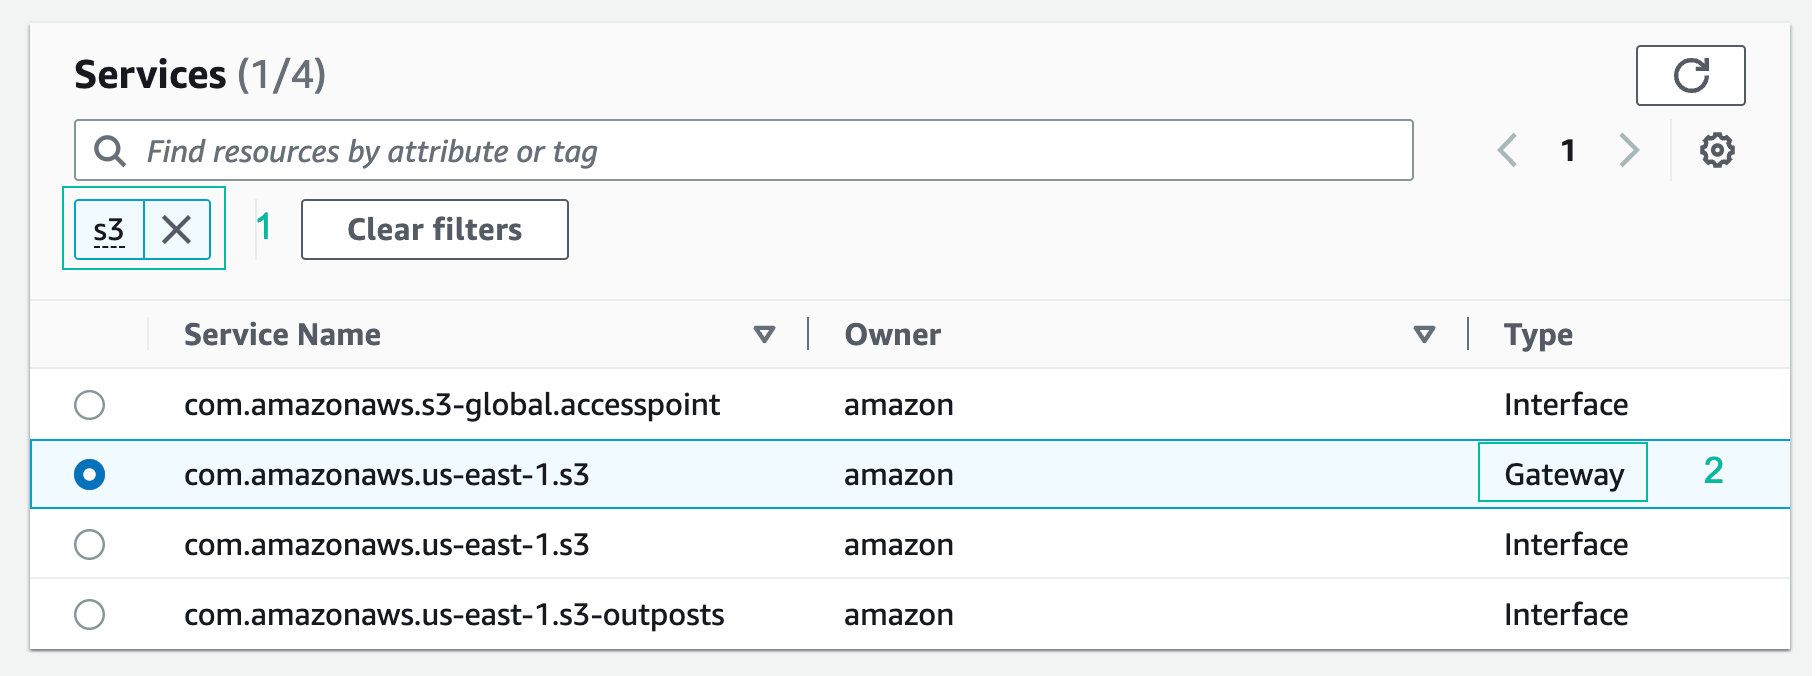 Services (1/4)
Find resources by attribute or tag
1
s3
1
Clear filters
Service Name
Owner
Type
com.amazonaws.s3-global.accesspoint amazon Interface
com.amazonaws.us-east-1.s3 amazon Gateway 2
com.amazonaws.us-east-1.s3 amazon Interface
com.amazonaws.us-east-1.s3-outposts amazon Interface